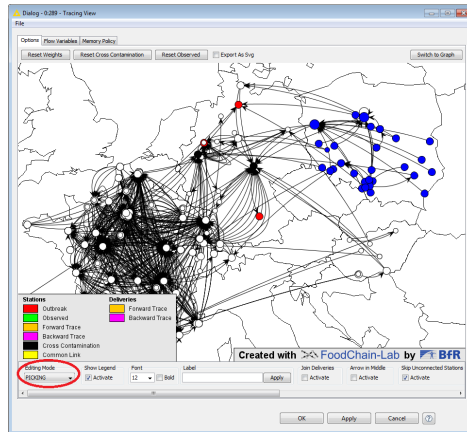 Dialog - 0:289 - Tracing View
File
Options Flow Variables Memory Policy
Reset Weights Reset Cross Contamination Reset Observed Export As Svg Switch to Graph
Stations Deliveries
Outbreak Forward Trace
Observed Backward Trace
Forward Trace
Backward Trace
Cross Contamination
Common Link
Created with FoodChain-Lab by BfR
Editing Mode Show Legend Font Label Join Deliveries Arrow in Middle Skip Unconnected Stations
PICKING Activate 12 Bold Apply Activate Activate Activate
OK Apply Cancel ?